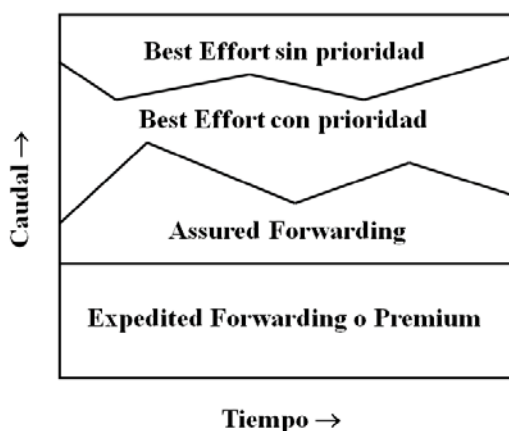 Best Effort sin prioridad
Best Effort con prioridad
Assured Forwarding
Expedited Forwarding o Premium
Caudal →
Tiempo →